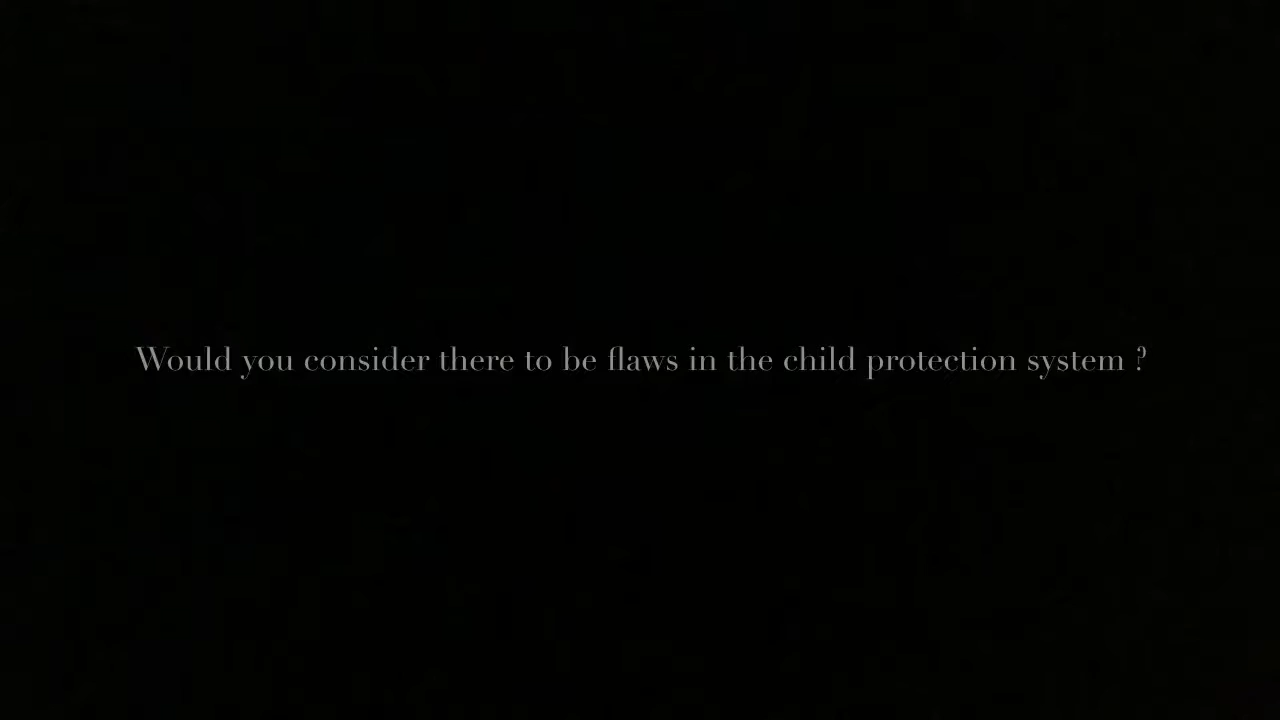 Would you consider there to be flaws in the child protection system ?